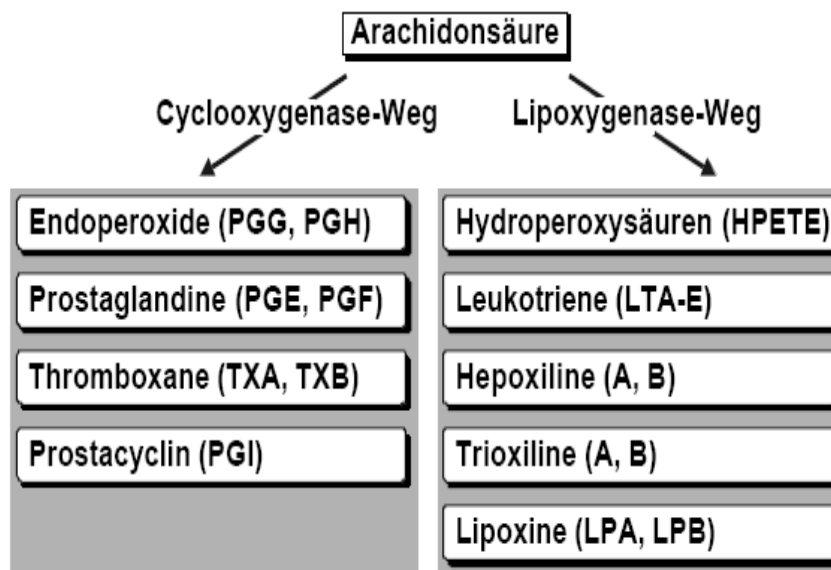 Arachidonsäure
Cyclooxygenase-Weg
Lipoxygenase-Weg
Endoperoxide (PGG, PGH)
Prostaglandine (PGE, PGF)
Thromboxane (TXA, TXB)
Prostacyclin (PGI)
Hydroperoxysäuren (HPETE)
Leukotriene (LTA-E)
Hepoxiline (A, B)
Trioxiline (A, B)
Lipoxine (LPA, LPB)